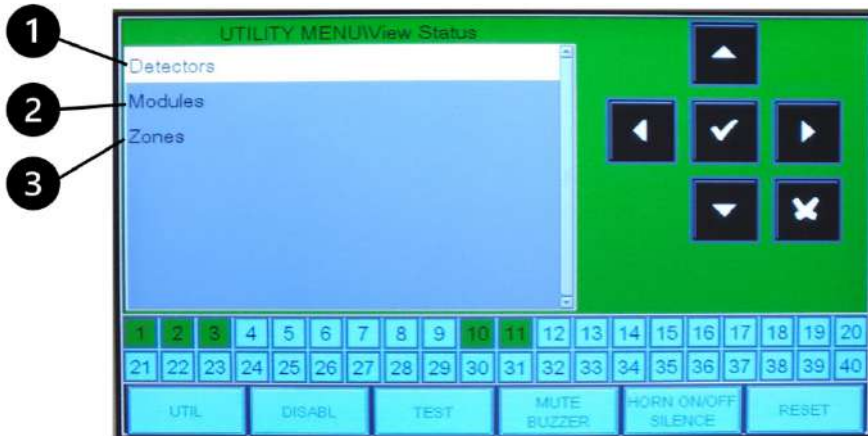 1
UTILITY MENU\View Status
Detectors
2
Modules
3
Zones
1 2 3 4 5 6 7 8 9 10 11 12 13 14 15 16 17 18 19 20
21 22 23 24 25 26 27 28 29 30 31 32 33 34 35 36 37 38 39 40
UTIL DISABL TEST MUTE BUZZER HORN ON/OFF SILENCE RESET